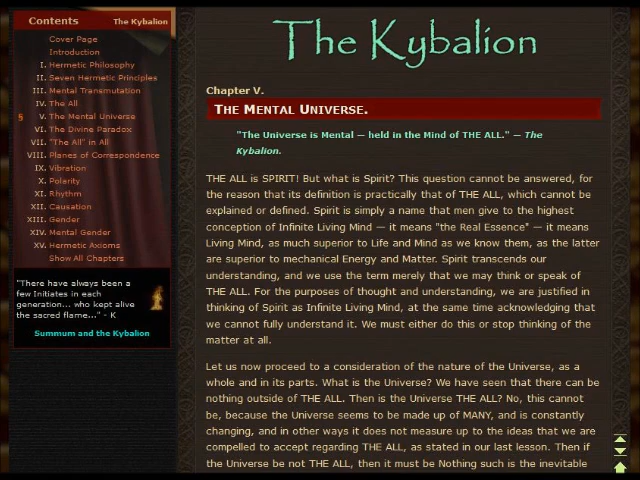 Contents
The Kybalion
Cover Page
Introduction
I. Hermetic Philosophy
II. Seven Hermetic Principles
III. Mental Transmutation
IV. The All
§ V. The Mental Universe
VI. The Divine Paradox
VII. "The All" in All
VIII. Planes of Correspondence
IX. Vibration
X. Polarity
XI. Rhythm
XII. Causation
XIII. Gender
XIV. Mental Gender
XV. Hermetic Axioms
Show All Chapters
"There have always been a
few Initiates in each
generation... who kept alive
the sacred flame..." - K
Summum and the Kybalion
The Kybalion
Chapter V.
The Mental Universe.
"The Universe is Mental — held in the Mind of THE ALL." — The
Kybalion.
THE ALL is SPIRIT! But what is Spirit? This question cannot be answered, for
the reason that its definition is practically that of THE ALL, which cannot be
explained or defined. Spirit is simply a name that men give to the highest
conception of Infinite Living Mind — it means "the Real Essence" — it means
Living Mind, as much superior to Life and Mind as we know them, as the latter
are superior to mechanical Energy and Matter. Spirit transcends our
understanding, and we use the term merely that we may think or speak of
THE ALL. For the purposes of thought and understanding, we are justified in
thinking of Spirit as Infinite Living Mind, at the same time acknowledging that
we cannot fully understand it. We must either do this or stop thinking of the
matter at all.
Let us now proceed to a consideration of the nature of the Universe, as a
whole and in its parts. What is the Universe? We have seen that there can be
nothing outside of THE ALL. Then is the Universe THE ALL? No, this cannot
be, because the Universe seems to be made up of MANY, and is constantly
changing, and in other ways it does not measure up to the ideas that we are
compelled to accept regarding THE ALL, as stated in our last lesson. Then if
the Universe be not THE ALL, then it must be Nothing such is the inevitable